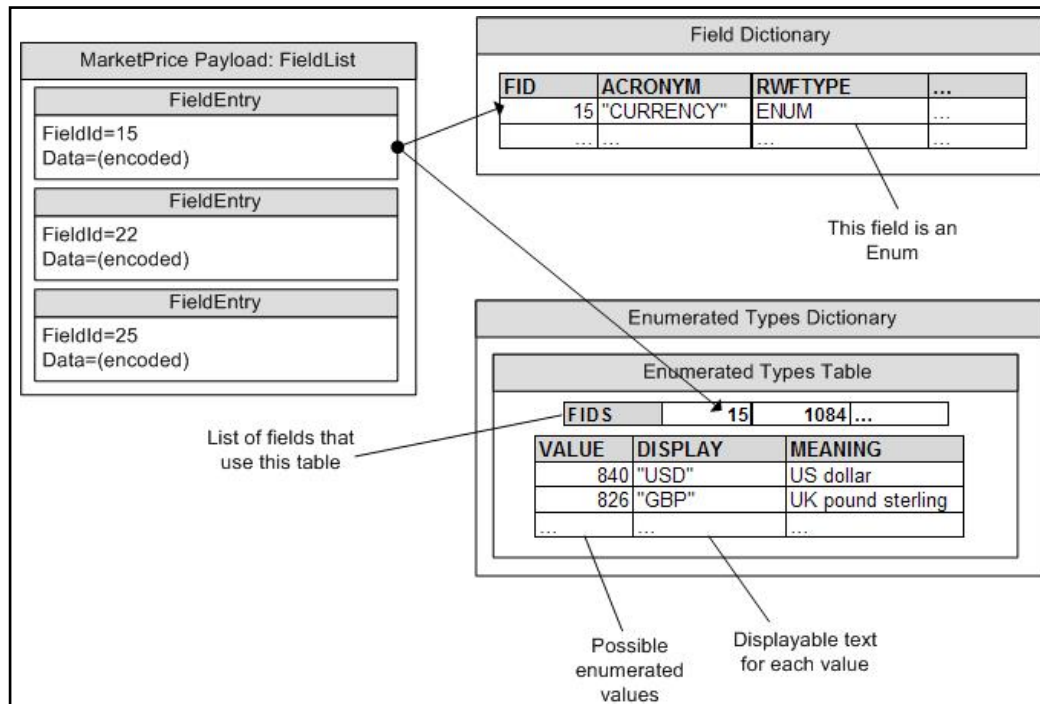 MarketPrice Payload: FieldList
FieldEntry
FieldId=15
Data=(encoded)
FieldEntry
FieldId=22
Data=(encoded)
FieldEntry
FieldId=25
Data=(encoded)
Field Dictionary
FID ACRONYM RWFTYPE ...
15 "CURRENCY" ENUM ...
... ... ... ...
This field is an
Enum
Enumerated Types Dictionary
Enumerated Types Table
FIDS 15 1084 ...
List of fields that
use this table
VALUE DISPLAY MEANING
840 "USD" US dollar
826 "GBP" UK pound sterling
... ... ...
Possible
enumerated
values
Displayable text
for each value